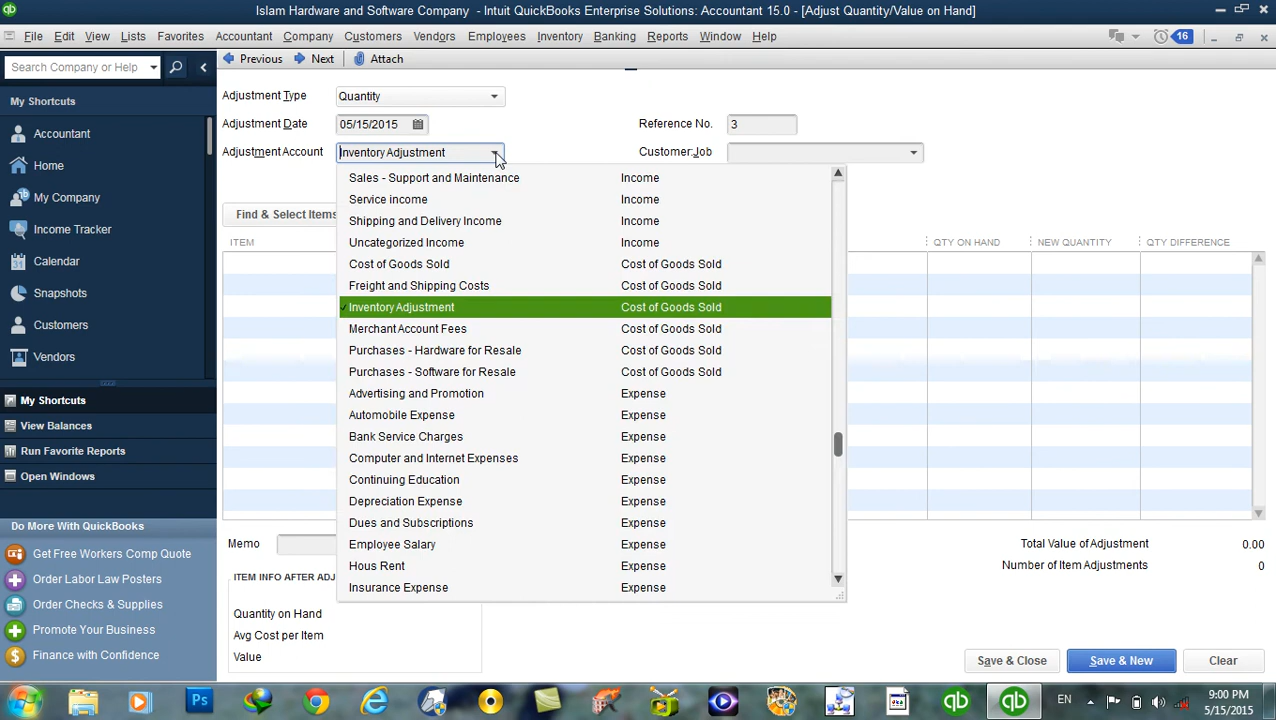 Islam Hardware and Software Company - Intuit QuickBooks Enterprise Solutions: Accountant 15.0 - [Adjust Quantity/Value on Hand]
File Edit View Lists Favorites Accountant Company Customers Vendors Employees Inventory Banking Reports Window Help 16
Search Company or Help
Previous Next Attach
My Shortcuts
Accountant
Home
My Company
Income Tracker
Calendar
Snapshots
Customers
Vendors
My Shortcuts
View Balances
Run Favorite Reports
Open Windows
Do More With QuickBooks
Get Free Workers Comp Quote
Order Labor Law Posters
Order Checks & Supplies
Promote Your Business
Finance with Confidence
Adjustment Type Quantity
Adjustment Date 05/15/2015 Reference No. 3
Adjustment Account Inventory Adjustment Customer:Job
Find & Select Items
ITEM QTY ON HAND NEW QUANTITY QTY DIFFERENCE
Sales - Support and Maintenance Income
Service income Income
Shipping and Delivery Income Income
Uncategorized Income Income
Cost of Goods Sold Cost of Goods Sold
Freight and Shipping Costs Cost of Goods Sold
Inventory Adjustment Cost of Goods Sold
Merchant Account Fees Cost of Goods Sold
Purchases - Hardware for Resale Cost of Goods Sold
Purchases - Software for Resale Cost of Goods Sold
Advertising and Promotion Expense
Automobile Expense Expense
Bank Service Charges Expense
Computer and Internet Expenses Expense
Continuing Education Expense
Depreciation Expense Expense
Dues and Subscriptions Expense
Employee Salary Expense
Hous Rent Expense
Insurance Expense Expense
Memo
Total Value of Adjustment 0.00
Number of Item Adjustments 0
ITEM INFO AFTER ADJ
Quantity on Hand
Avg Cost per Item
Value
Save & Close Save & New Clear
Ps EN 9:00 PM
5/15/2015